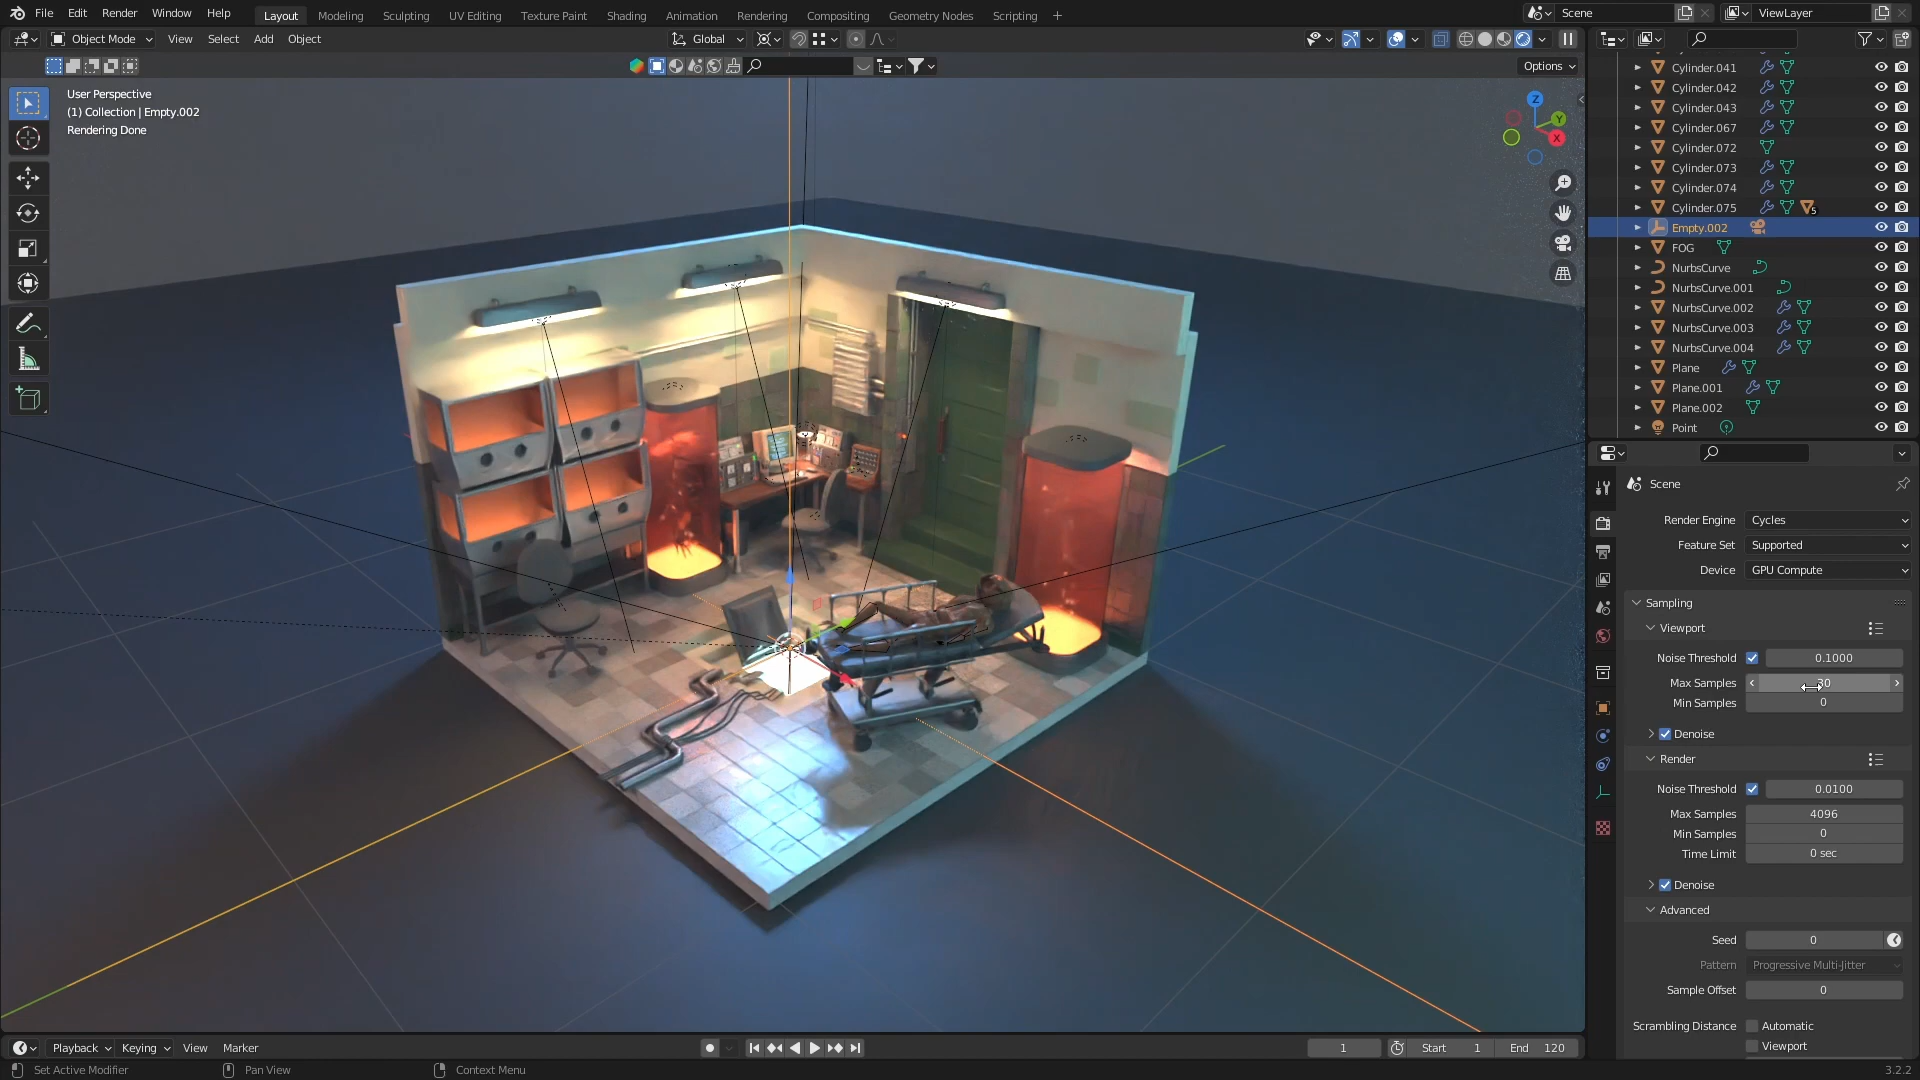 File Edit Render Window Help Layout Modeling Sculpting UV Editing Texture Paint Shading Animation Rendering Compositing Geometry Nodes Scripting + Scene ViewLayer
Object Mode View Select Add Object Global
Options
User Perspective
(1) Collection | Empty.002
Rendering Done
Z
Y
X
Cylinder.041
Cylinder.042
Cylinder.043
Cylinder.067
Cylinder.072
Cylinder.073
Cylinder.074
Cylinder.075 5
Empty.002
FOG
NurbsCurve
NurbsCurve.001
NurbsCurve.002
NurbsCurve.003
NurbsCurve.004
Plane
Plane.001
Plane.002
Point
Scene
Render Engine Cycles
Feature Set Supported
Device GPU Compute
Sampling
Viewport
Noise Threshold 0.1000
Max Samples 30
Min Samples 0
Denoise
Render
Noise Threshold 0.0100
Max Samples 4096
Min Samples 0
Time Limit 0 sec
Denoise
Advanced
Seed 0
Pattern Progressive Multi-Jitter
Sample Offset 0
Scrambling Distance Automatic
Viewport
Playback Keying View Marker 1 Start 1 End 120
Set Active Modifier Pan View Context Menu 3.2.2